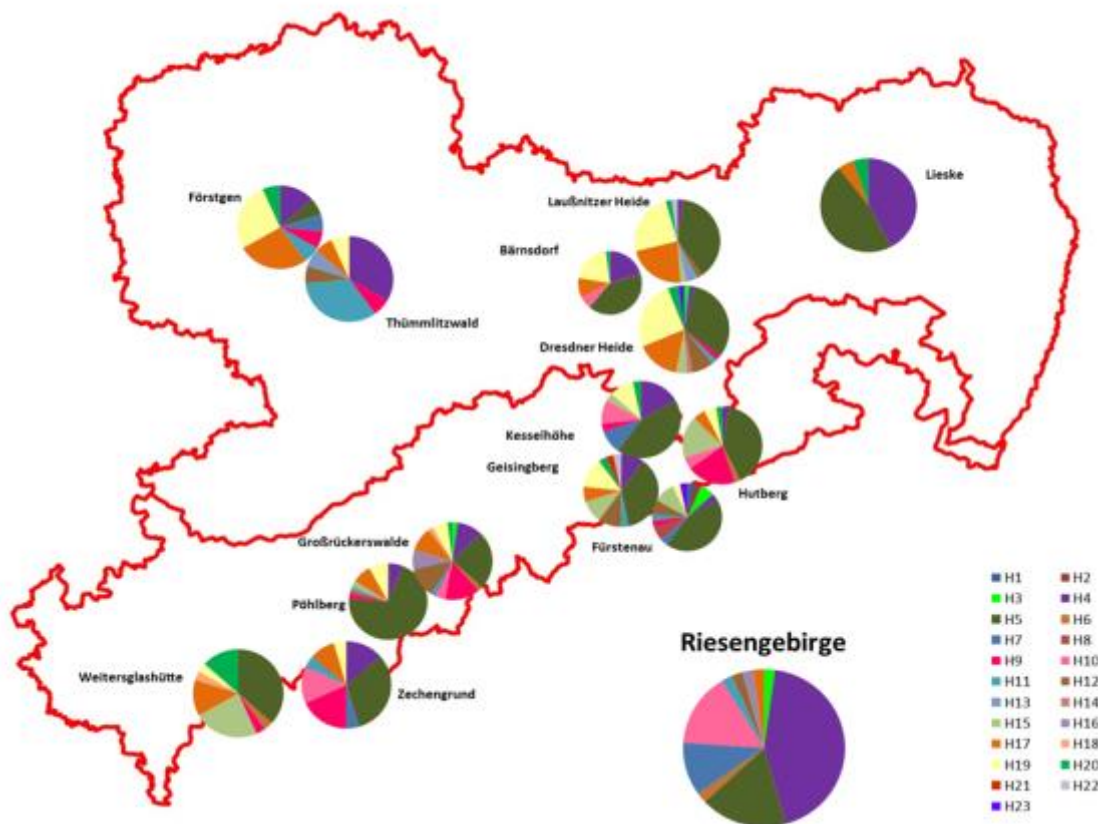 Förstgen
Laußnitzer Heide
Lieske
Bärnsdorf
Thümmlitzwald
Dresdner Heide
Kesselhöhe
Geisingberg
Hutberg
Großrückerswalde
Fürstenau
Pöhlberg
Weitersglashütte
Zechengrund
Riesengebirge
H1 H2
H3 H4
H5 H6
H7 H8
H9 H10
H11 H12
H13 H14
H15 H16
H17 H18
H19 H20
H21 H22
H23